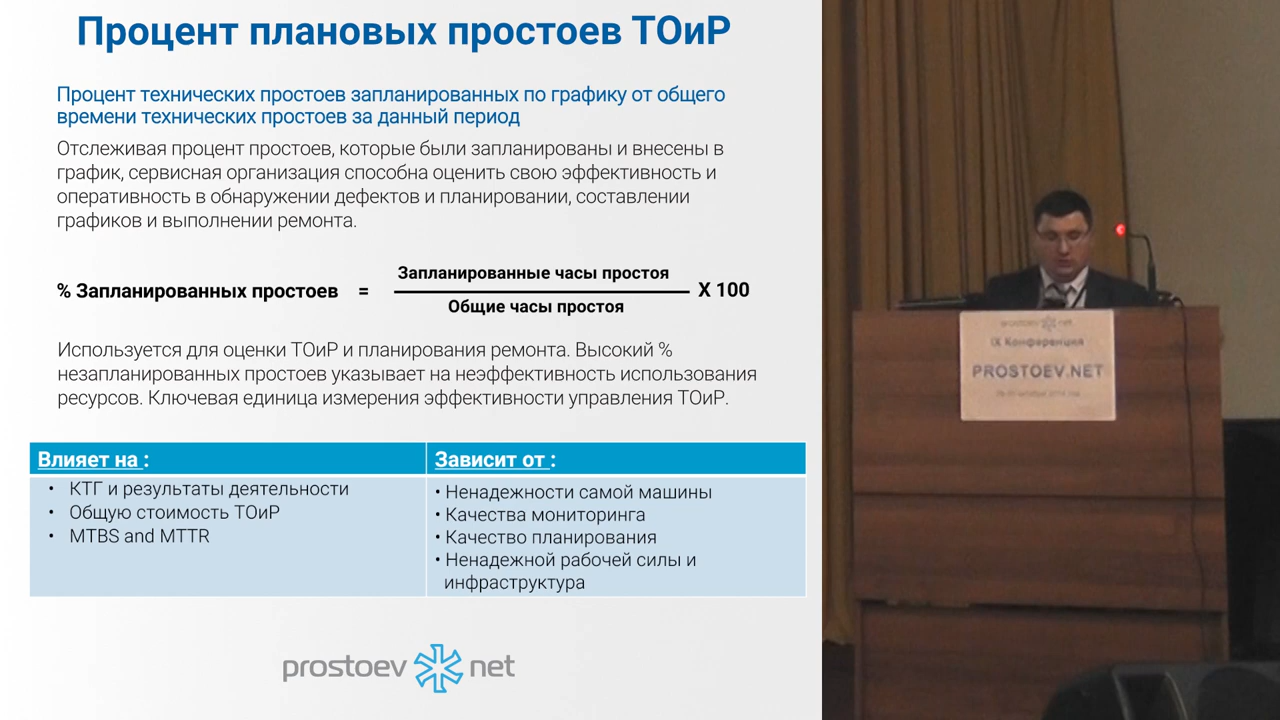 Процент плановых простоев ТОиР
Процент технических простоев запланированных по графику от общего
времени технических простоев за данный период
Отслеживая процент простоев, которые были запланированы и внесены в
график, сервисная организация способна оценить свою эффективность и
оперативность в обнаружении дефектов и планировании, составлении
графиков и выполнении ремонта.
% Запланированных простоев = Запланированные часы простоя X 100
Общие часы простоя
Используется для оценки ТОиР и планирования ремонта. Высокий %
незапланированных простоев указывает на неэффективность использования
ресурсов. Ключевая единица измерения эффективности управления ТОиР.
Влияет на :
• КТГ и результаты деятельности
• Общую стоимость ТОиР
• MTBS and MTTR
Зависит от :
• Ненадежности самой машины
• Качества мониторинга
• Качество планирования
• Ненадежной рабочей силы и
инфраструктура
prostoev net
prostoev net
IX Конференция
PROSTOEV.NET